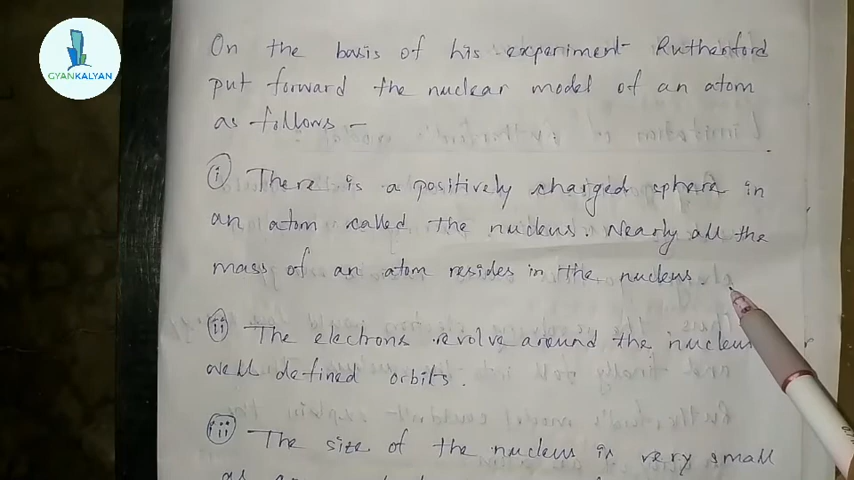 GYANKALYAN
On the basis of his experiment Rutherford
put forward the nuclear model of an atom
as follows -
(i) There is a positively charged sphere in
an atom called the nucleus. Nearly all the
mass of an atom resides in the nucleus.
(ii) The electrons revolve around the nucleus
well defined orbits.
(iii) The size of the nucleus is very small
as